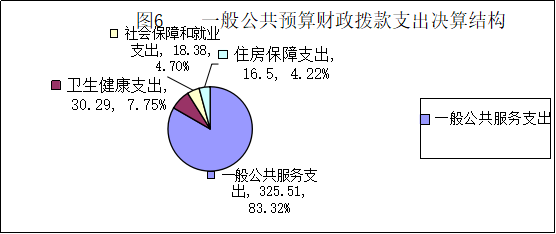 图6 一般公共预算财政拨款支出决算结构
社会保障和就业
支出, 18.38,
4.70%
住房保障支出,
16.5, 4.22%
卫生健康支出,
30.29, 7.75%
一般公共服务支
出, 325.51,
83.32%
一般公共服务支出